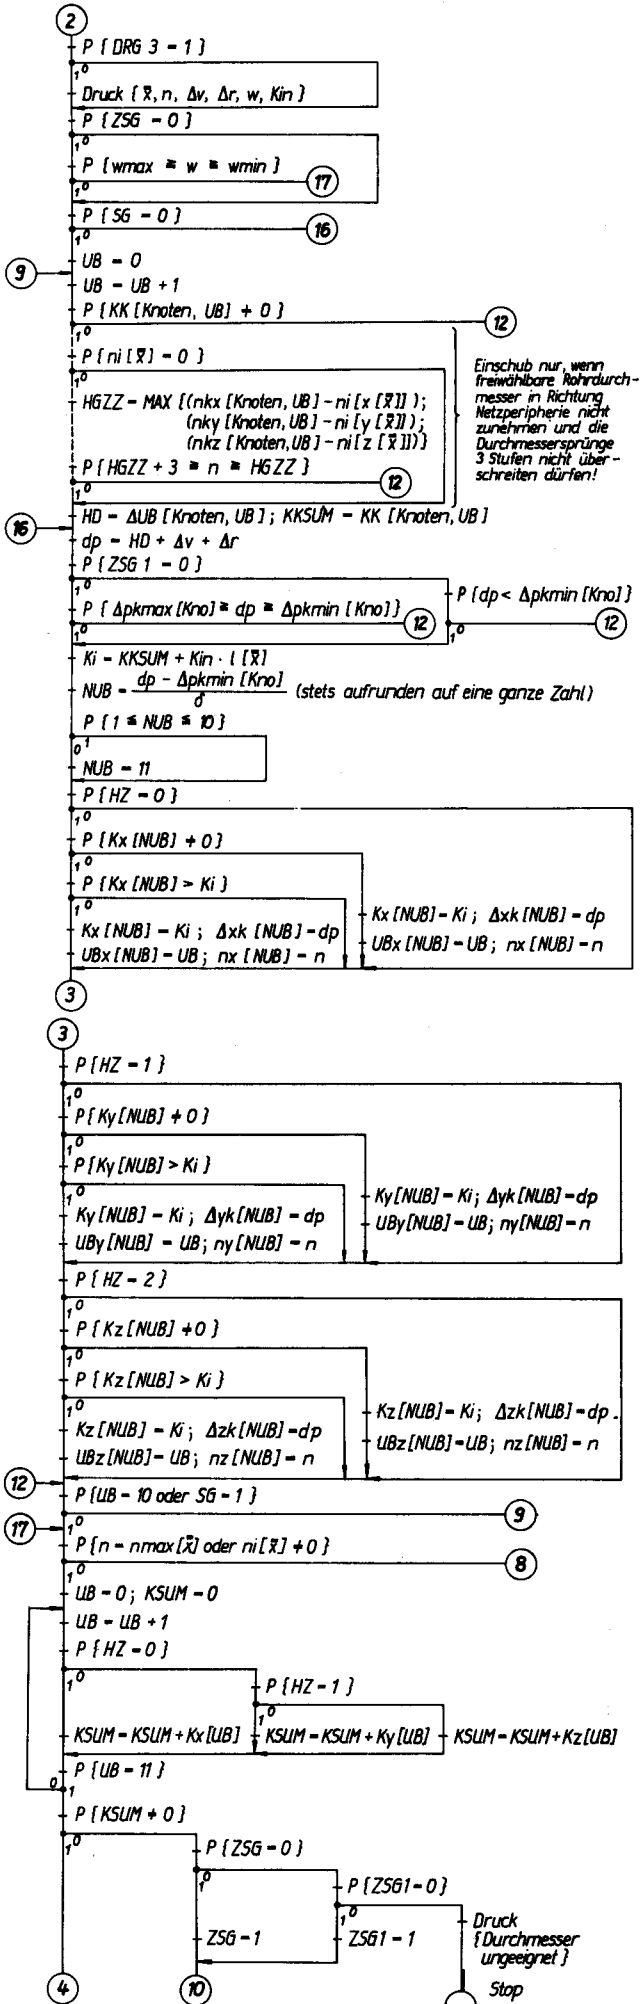 2
P { DRG 3 = 1 }
1 0
Druck { x̄, n, Δv, Δr, w, Kin }
P { ZSG = 0 }
1 0
P { wmax ≧ w ≧ wmin }
17
1 0
P { SG = 0 }
16
1 0
UB = 0
9
UB = UB + 1
P { KK [Knoten, UB] ≠ 0 }
12
1 0
P { ni [x̄] = 0 }
1 0
HGZZ = MAX {(nkx [Knoten, UB] - ni [x [x̄]]);
(nky [Knoten, UB] - ni [y [x̄]]);
(nkz [Knoten, UB] - ni [z [x̄]])}
Einschub nur, wenn
freiwählbare Rohrdurch-
messer in Richtung
Netzperipherie nicht
zunehmen und die
Durchmessersprünge
3 Stufen nicht über-
schreiten dürfen!
P { HGZZ + 3 ≧ n ≧ HGZZ }
12
1 0
16
HD = ΔUB [Knoten, UB] ; KKSUM = KK [Knoten, UB]
dp = HD + Δv + Δr
P { ZSG 1 = 0 }
1 0
P { dp < Δpkmin [Kno] }
P { Δpkmax [Kno] ≧ dp ≧ Δpkmin [Kno] }
12
1 0
12
1 0
Ki = KKSUM + Kin · l [x̄]
NUB = dp - Δpkmin [Kno] / δ (stets aufrunden auf eine ganze Zahl)
P { 1 ≦ NUB ≦ 10 }
0 1
NUB = 11
P { HZ = 0 }
1 0
P { Kx [NUB] ≠ 0 }
1 0
P { Kx [NUB] > Ki }
1 0
Kx [NUB] = Ki ; Δxk [NUB] = dp
UBx [NUB] = UB ; nx [NUB] = n
Kx [NUB] = Ki ; Δxk [NUB] = dp
UBx [NUB] = UB ; nx [NUB] = n
3
3
P { HZ = 1 }
1 0
P { Ky [NUB] ≠ 0 }
1 0
P { Ky [NUB] > Ki }
1 0
Ky [NUB] = Ki ; Δyk [NUB] = dp
UBy [NUB] = UB ; ny [NUB] = n
Ky [NUB] = Ki ; Δyk [NUB] = dp
UBy [NUB] = UB ; ny [NUB] = n
P { HZ = 2 }
1 0
P { Kz [NUB] ≠ 0 }
1 0
P { Kz [NUB] > Ki }
1 0
Kz [NUB] = Ki ; Δzk [NUB] = dp
UBz [NUB] = UB ; nz [NUB] = n
Kz [NUB] = Ki ; Δzk [NUB] = dp .
UBz [NUB] = UB ; nz [NUB] = n
12
P { UB = 10 oder SG = 1 }
9
17
1 0
P { n = nmax [x̄] oder ni [x̄] ≠ 0 }
8
1 0
UB = 0 ; KSUM = 0
UB = UB + 1
P { HZ = 0 }
1 0
P { HZ = 1 }
1 0
KSUM = KSUM + Kx [UB]
KSUM = KSUM + Ky [UB]
KSUM = KSUM + Kz [UB]
P { UB = 11 }
0 1
P { KSUM ≠ 0 }
1 0
P { ZSG = 0 }
1 0
P { ZSG1 = 0 }
1 0
ZSG = 1
ZSG1 = 1
Druck
{ Durchmesser
ungeeignet }
4
10
Stop